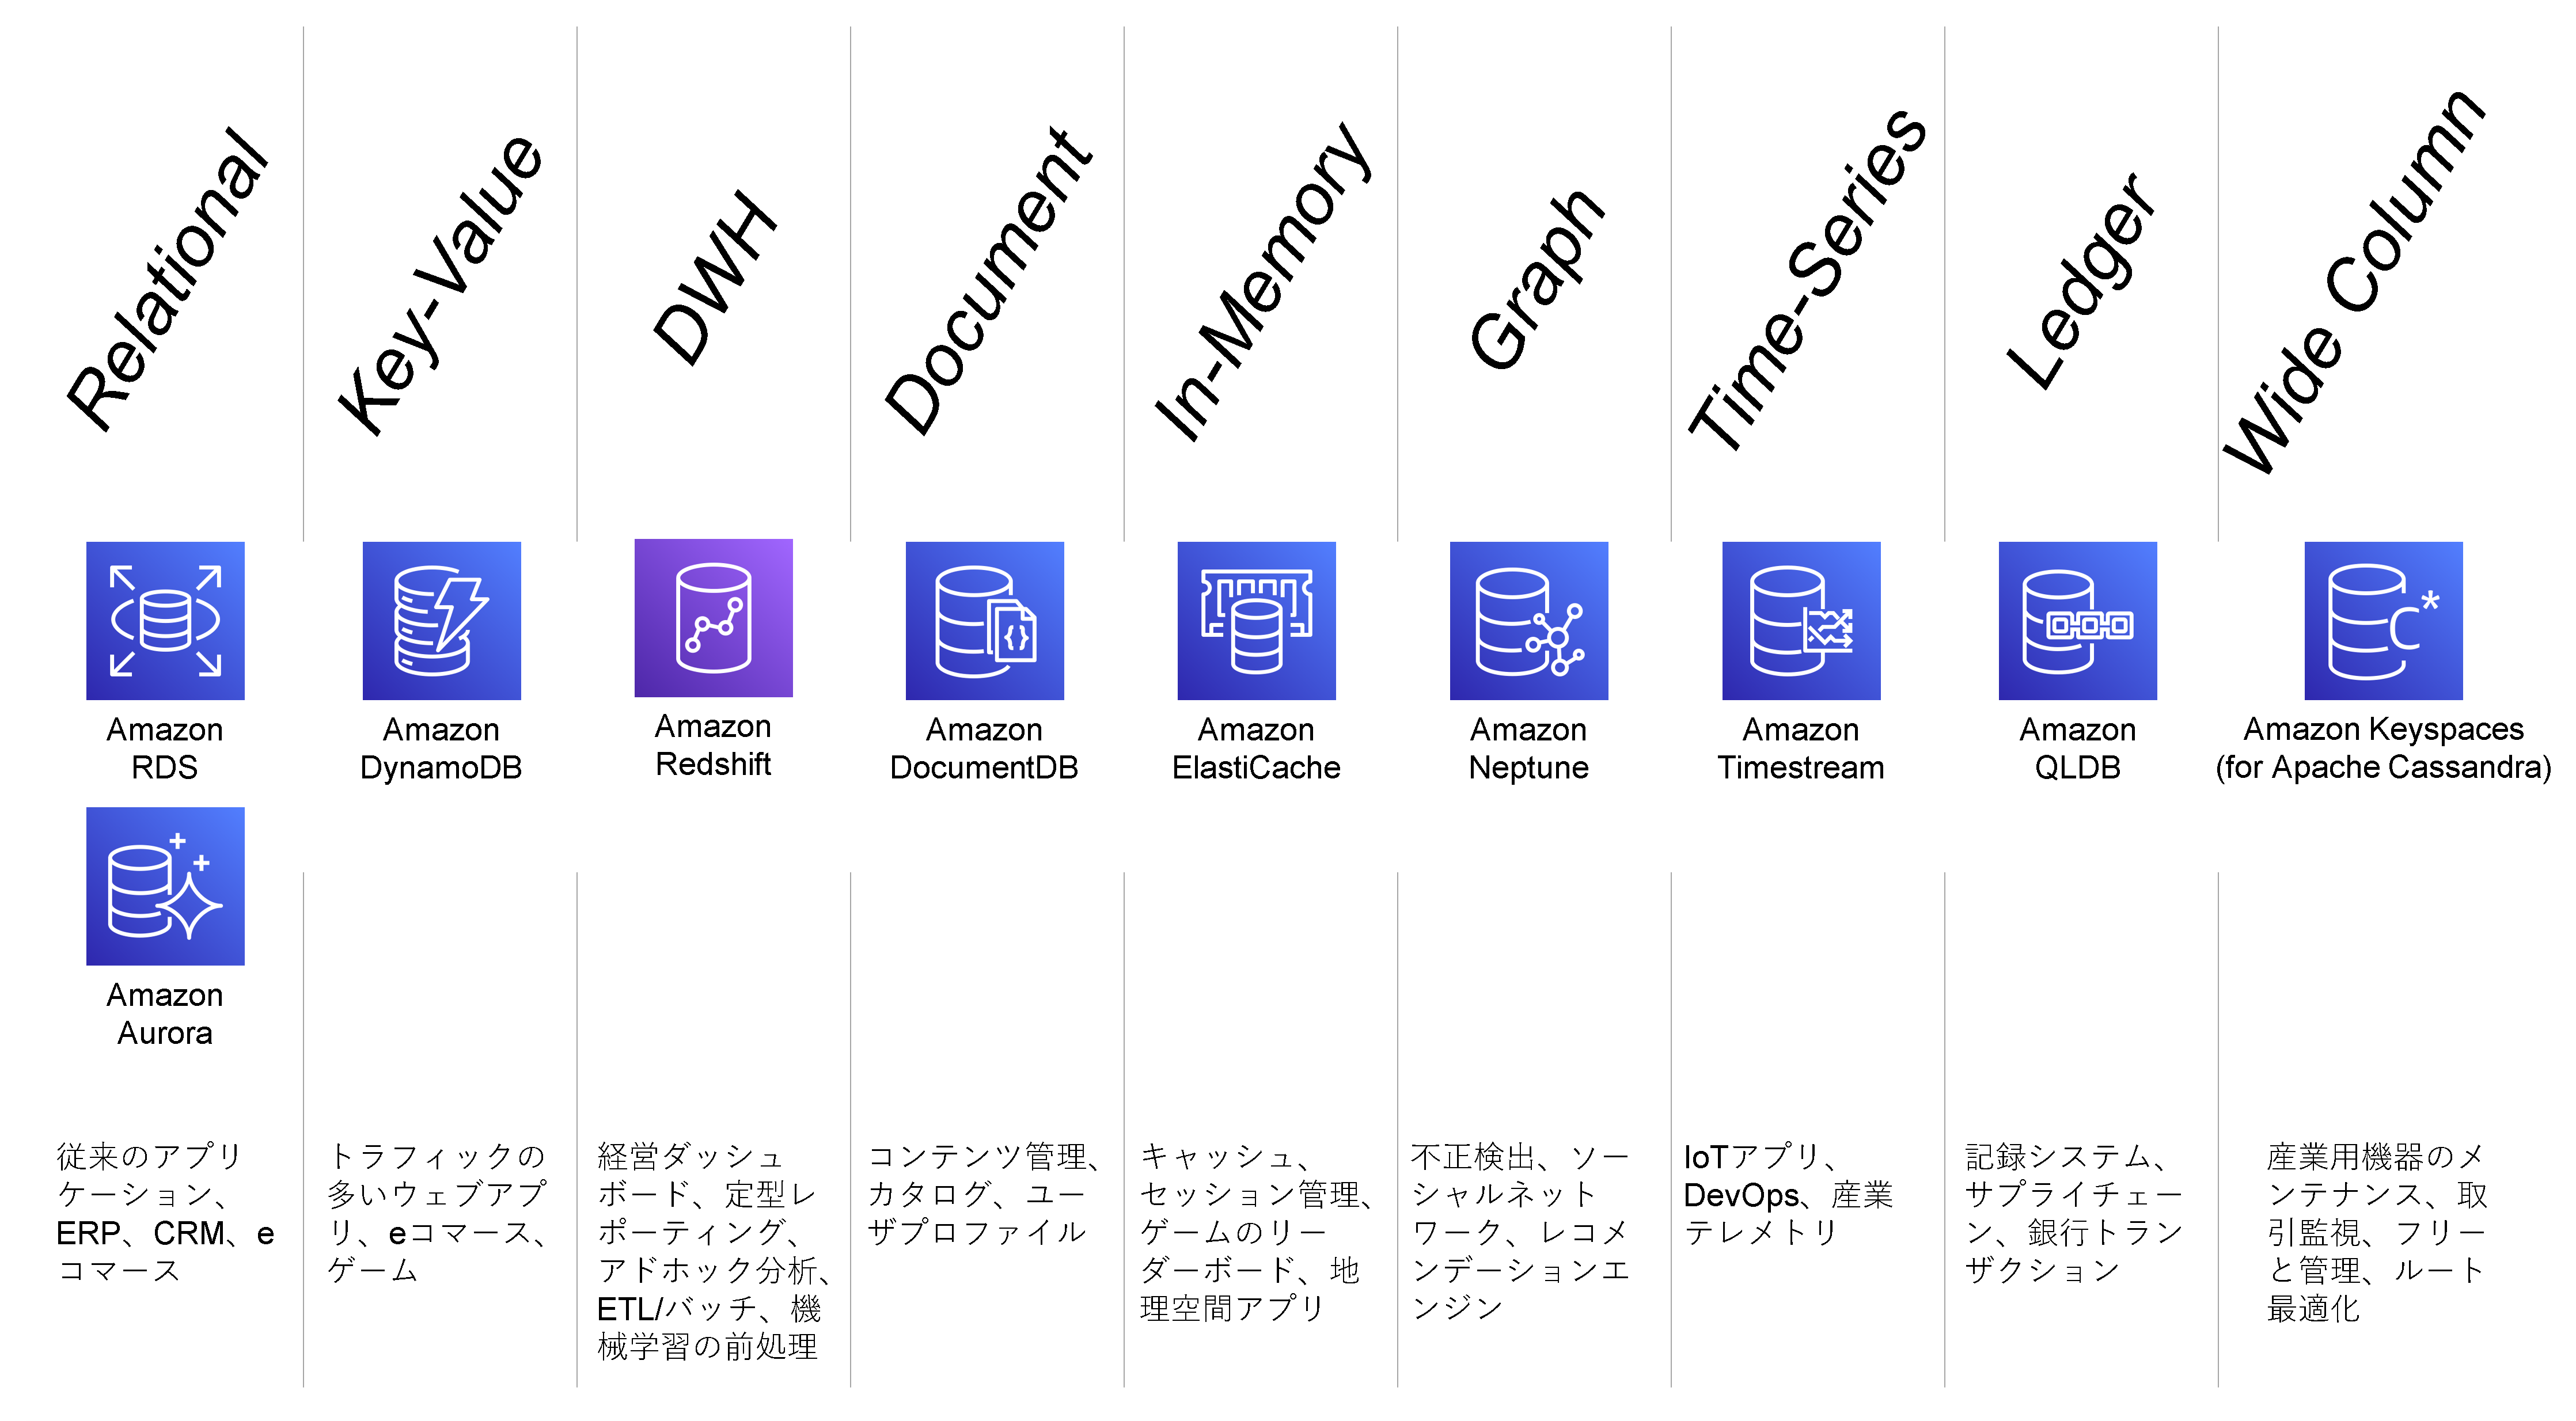 Relational
Key-Value
DWH
Document
In-Memory
Graph
Time-Series
Ledger
Wide Column
Amazon
RDS
Amazon
DynamoDB
Amazon
Redshift
Amazon
DocumentDB
Amazon
ElastiCache
Amazon
Neptune
Amazon
Timestream
Amazon
QLDB
C*
Amazon Keyspaces
(for Apache Cassandra)
Amazon
Aurora
従来のアプリ
ケーション、
ERP、CRM、e
コマース
トラフィックの
多いウェブアプ
リ、eコマース、
ゲーム
経営ダッシュ
ボード、定型レ
ポーティング、
アドホック分析、
ETL/バッチ、機
械学習の前処理
コンテンツ管理、
カタログ、ユー
ザプロファイル
キャッシュ、
セッション管理、
ゲームのリー
ダーボード、地
理空間アプリ
不正検出、ソー
シャルネット
ワーク、レコメ
ンデーションエ
ンジン
IoTアプリ、
DevOps、産業
テレメトリ
記録システム、
サプライチェー
ン、銀行トラン
ザクション
産業用機器のメ
ンテナンス、取
引監視、フリー
と管理、ルート
最適化